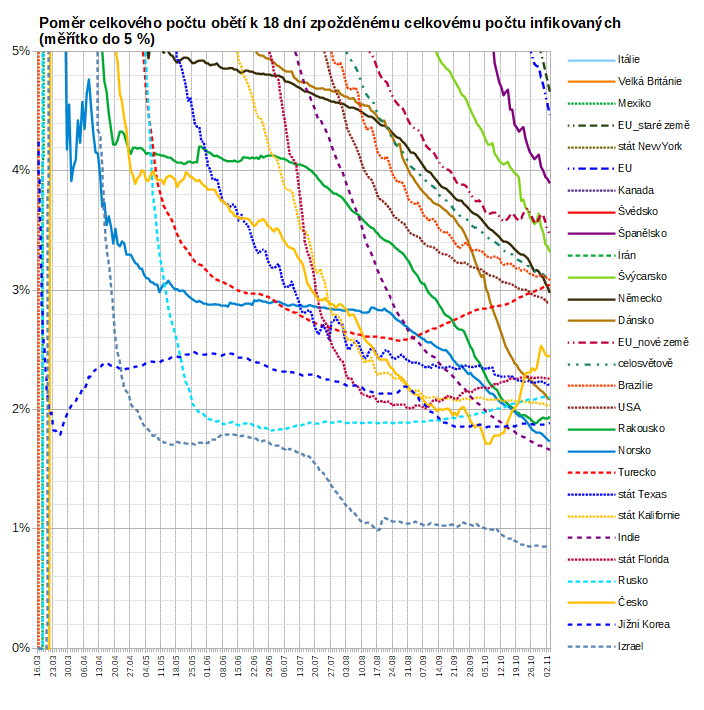 Poměr celkového počtu obětí k 18 dní zpožděnému celkovému počtu infikovaných
(měřítko do 5 %)
5%
4%
3%
2%
1%
0%
16.03
23.03
30.03
06.04
13.04
20.04
27.04
04.05
11.05
18.05
25.05
01.06
08.06
15.06
22.06
29.06
06.07
13.07
20.07
27.07
03.08
10.08
17.08
24.08
31.08
07.09
14.09
21.09
28.09
05.10
12.10
19.10
26.10
02.11
Itálie
Velká Británie
Mexiko
EU_staré země
stát NewYork
EU
Kanada
Švédsko
Španělsko
Irán
Švýcarsko
Německo
Dánsko
EU_nové země
celosvětově
Brazílie
USA
Rakousko
Norsko
Turecko
stát Texas
stát Kalifornie
Indie
stát Florida
Rusko
Česko
Jižní Korea
Izrael